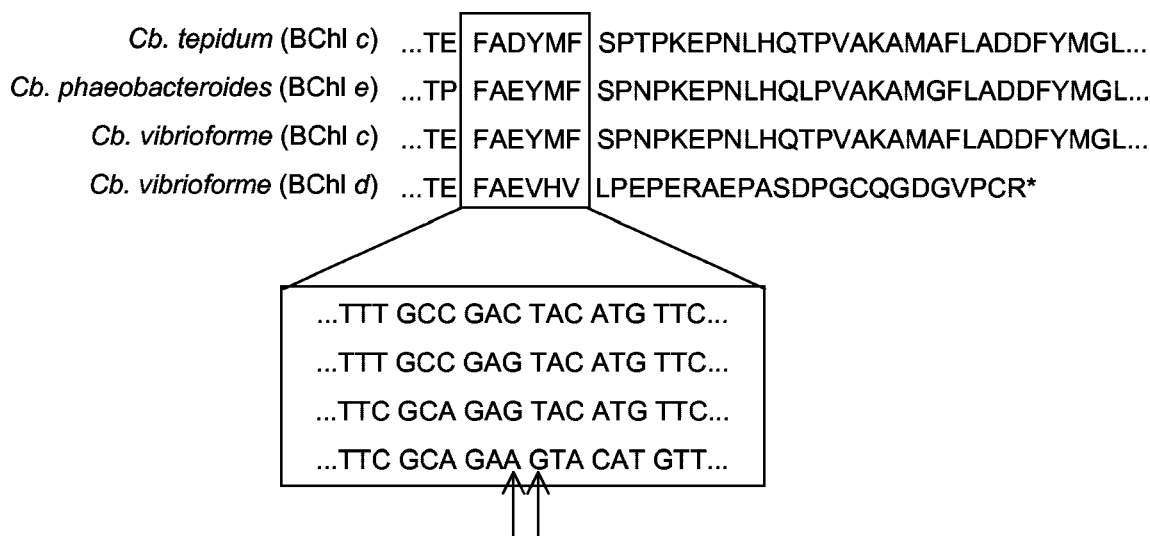 Cb. tepidum (BChl c) ...TE FADYMF SPTPKEPNLHQTPVAKAMAFLADDFYMGL...
Cb. phaeobacteroides (BChl e) ...TP FAEYMF SPNPKEPNLHQLPVAKAMGFLADDFYMGL...
Cb. vibrioforme (BChl c) ...TE FAEYMF SPNPKEPNLHQTPVAKAMAFLADDFYMGL...
Cb. vibrioforme (BChl d) ...TE FAEVHV LPEPERAEPASDPGCQGDGVPCR*
...TTT GCC GAC TAC ATG TTC...
...TTT GCC GAG TAC ATG TTC...
...TTC GCA GAG TAC ATG TTC...
...TTC GCA GAA GTA CAT GTT...